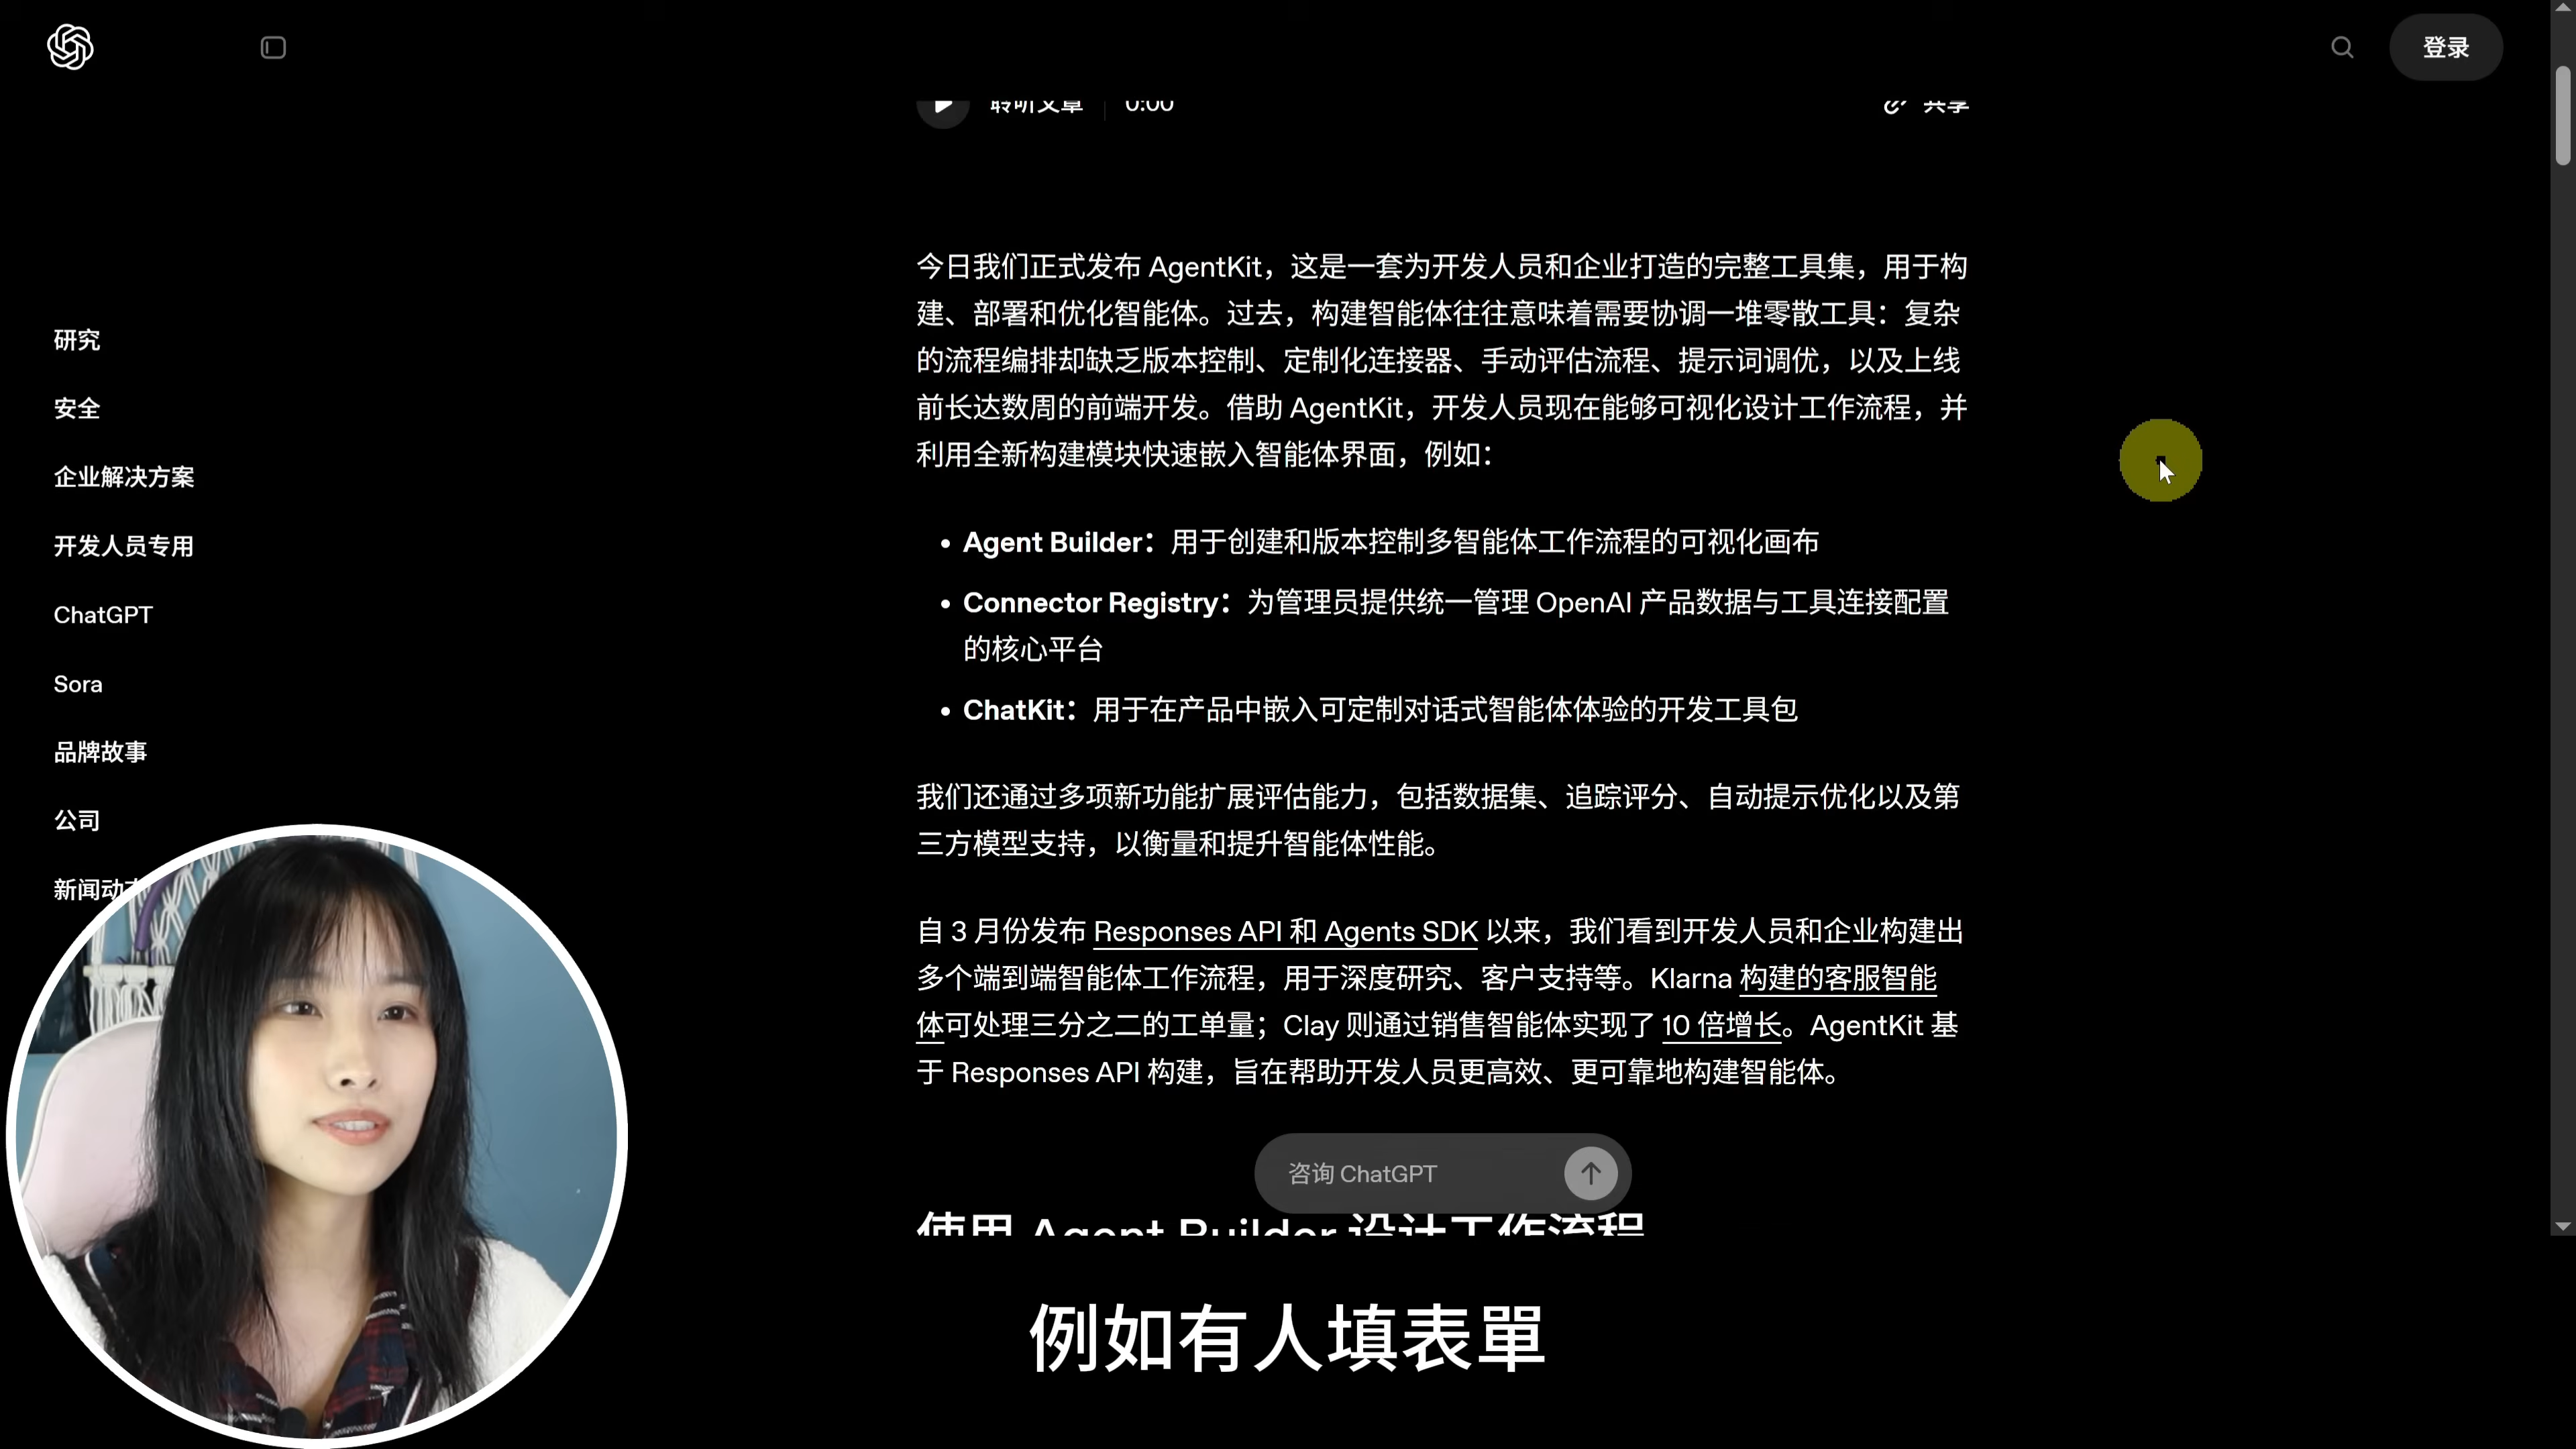 登录
聆听文章
0:00
共享
今日我们正式发布 AgentKit，这是一套为开发人员和企业打造的完整工具集，用于构
建、部署和优化智能体。过去，构建智能体往往意味着需要协调一堆零散工具：复杂
的流程编排却缺乏版本控制、定制化连接器、手动评估流程、提示词调优，以及上线
前长达数周的前端开发。借助 AgentKit，开发人员现在能够可视化设计工作流程，并
利用全新构建模块快速嵌入智能体界面，例如：
• Agent Builder：用于创建和版本控制多智能体工作流程的可视化画布
• Connector Registry：为管理员提供统一管理 OpenAI 产品数据与工具连接配置
的核心平台
• ChatKit：用于在产品中嵌入可定制对话式智能体体验的开发工具包
我们还通过多项新功能扩展评估能力，包括数据集、追踪评分、自动提示优化以及第
三方模型支持，以衡量和提升智能体性能。
自 3 月份发布 Responses API 和 Agents SDK 以来，我们看到开发人员和企业构建出
多个端到端智能体工作流程，用于深度研究、客户支持等。Klarna 构建的客服智能
体可处理三分之二的工单量；Clay 则通过销售智能体实现了 10 倍增长。AgentKit 基
于 Responses API 构建，旨在帮助开发人员更高效、更可靠地构建智能体。
咨询 ChatGPT
使用 Agent Builder 设计工作流程
研究
安全
企业解决方案
开发人员专用
ChatGPT
Sora
品牌故事
公司
新闻动态
例如有人填表單